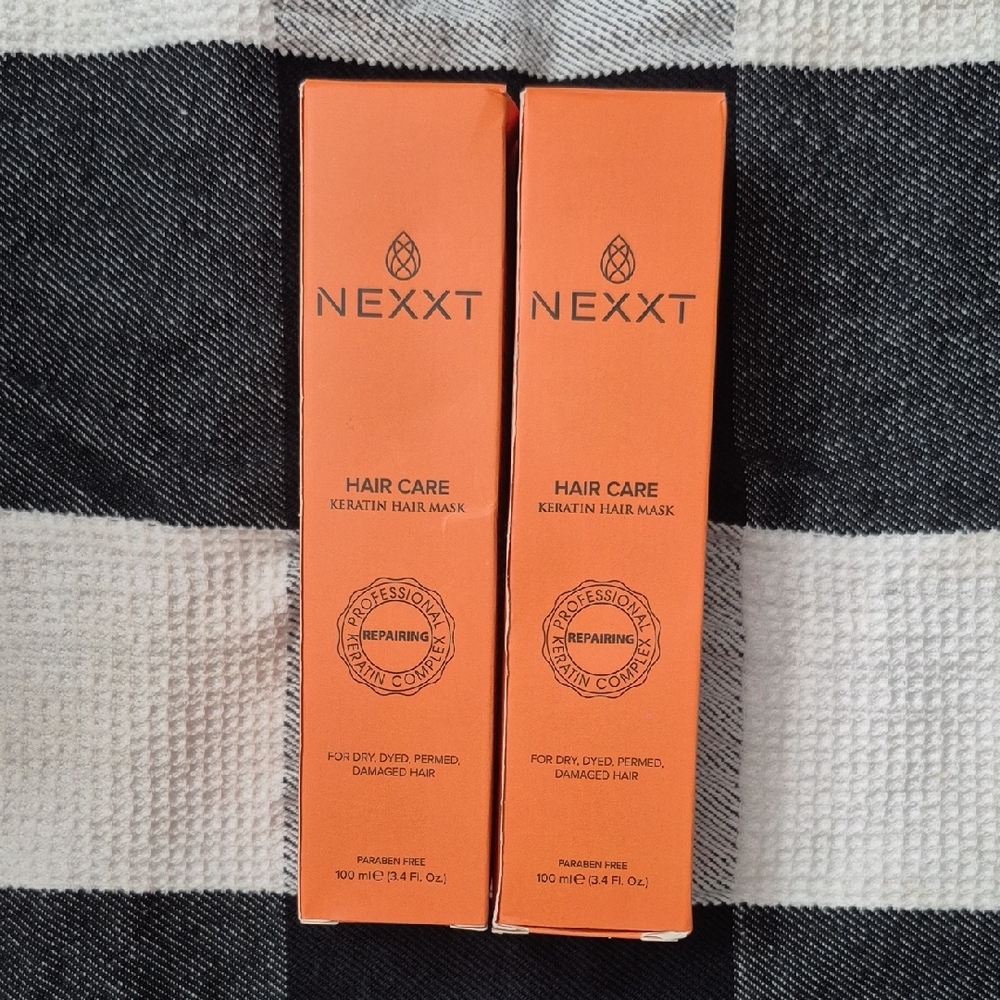 NEXXT
HAIR CARE
KERATIN HAIR MASK
PROFESSIONAL
REPAIRING
KERATIN COMPLEX
FOR DRY, DYED, PERMED,
DAMAGED HAIR
PARABEN FREE
100 ml℮ (3.4 Fl. Oz.)
NEXXT
HAIR CARE
KERATIN HAIR MASK
PROFESSIONAL
REPAIRING
KERATIN COMPLEX
FOR DRY, DYED, PERMED,
DAMAGED HAIR
PARABEN FREE
100 ml℮ (3.4 Fl. Oz.)